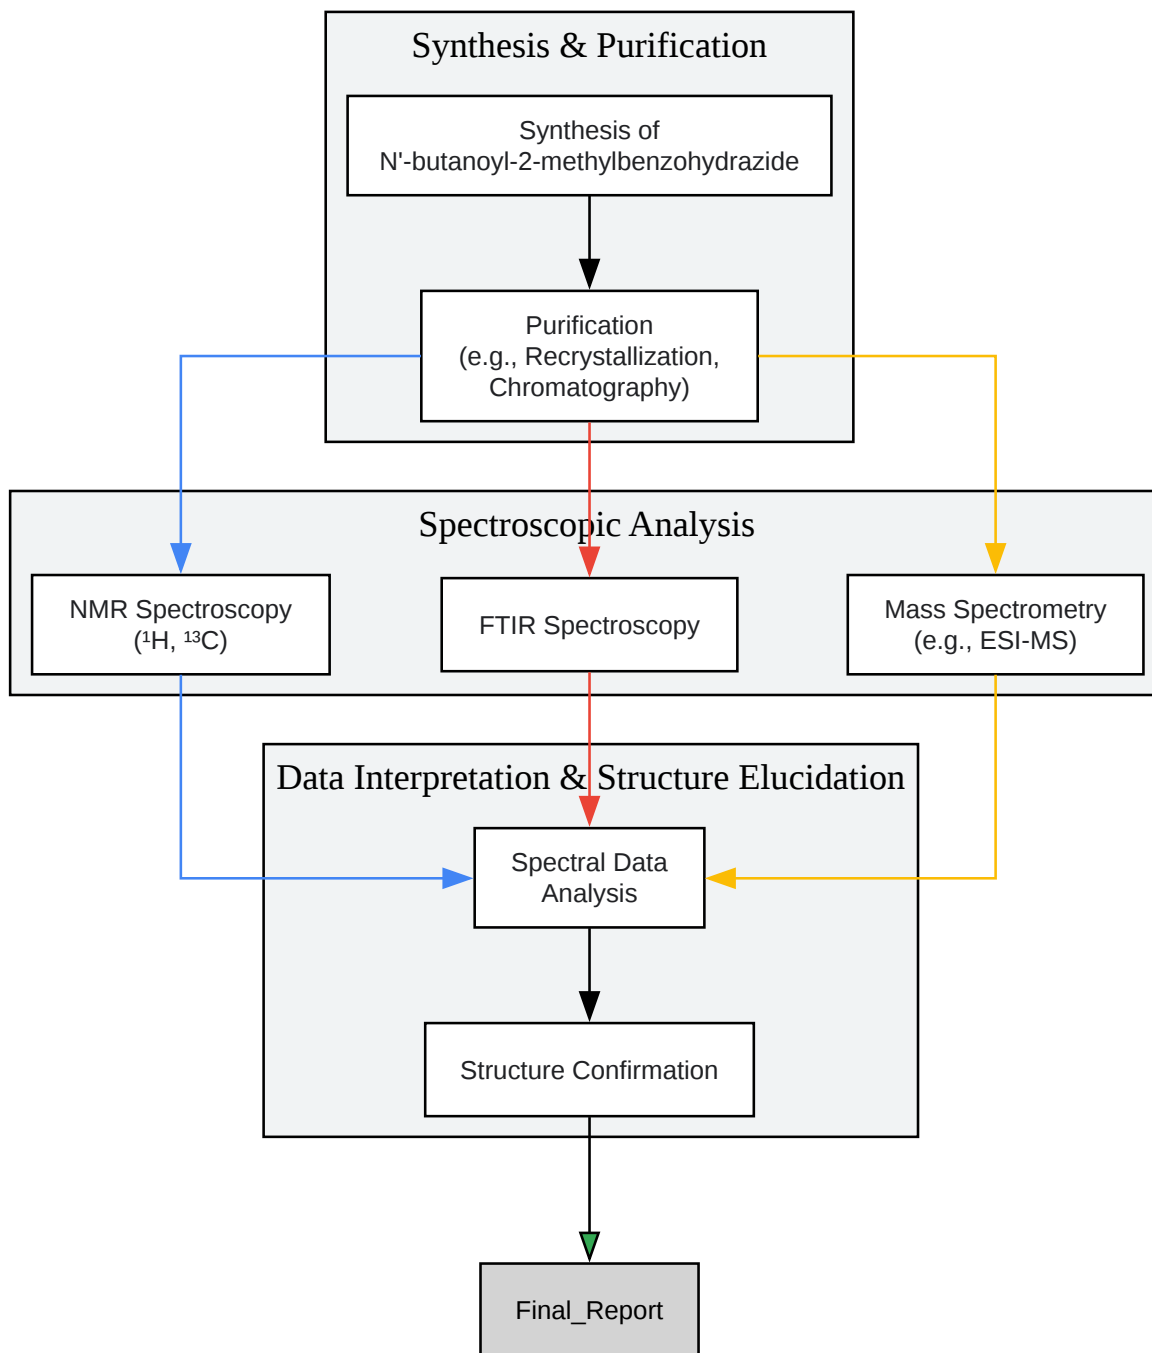 Synthesis & Purification
Synthesis of
N'-butanoyl-2-methylbenzohydrazide
Purification
(e.g., Recrystallization,
Chromatography)
Spectroscopic Analysis
NMR Spectroscopy
(¹H, ¹³C)
FTIR Spectroscopy
Mass Spectrometry
(e.g., ESI-MS)
Data Interpretation & Structure Elucidation
Spectral Data
Analysis
Structure Confirmation
Final_Report